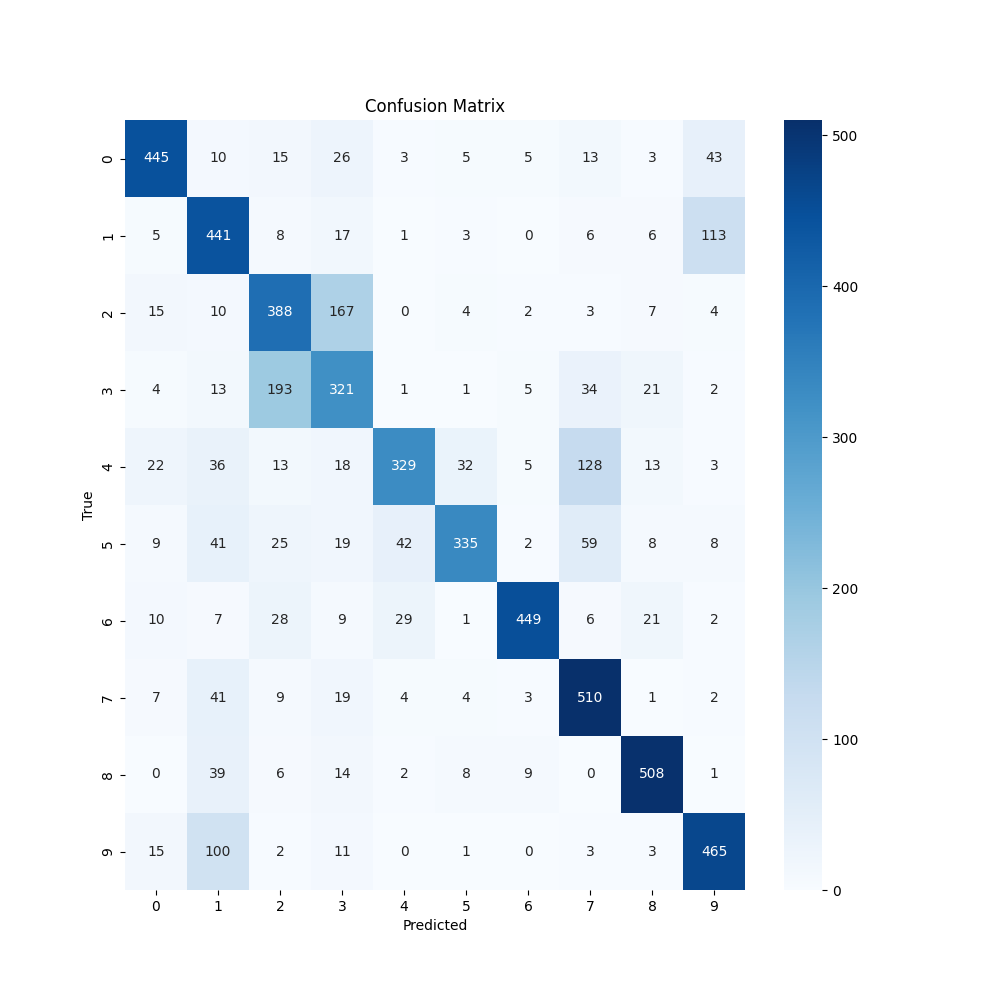 Confusion Matrix
0 445 10 15 26 3 5 5 13 3 43
1 5 441 8 17 1 3 0 6 6 113
2 15 10 388 167 0 4 2 3 7 4
3 4 13 193 321 1 1 5 34 21 2
4 22 36 13 18 329 32 5 128 13 3
5 9 41 25 19 42 335 2 59 8 8
6 10 7 28 9 29 1 449 6 21 2
7 7 41 9 19 4 4 3 510 1 2
8 0 39 6 14 2 8 9 0 508 1
9 15 100 2 11 0 1 0 3 3 465
0 1 2 3 4 5 6 7 8 9
Predicted
True
500
400
300
200
100
0